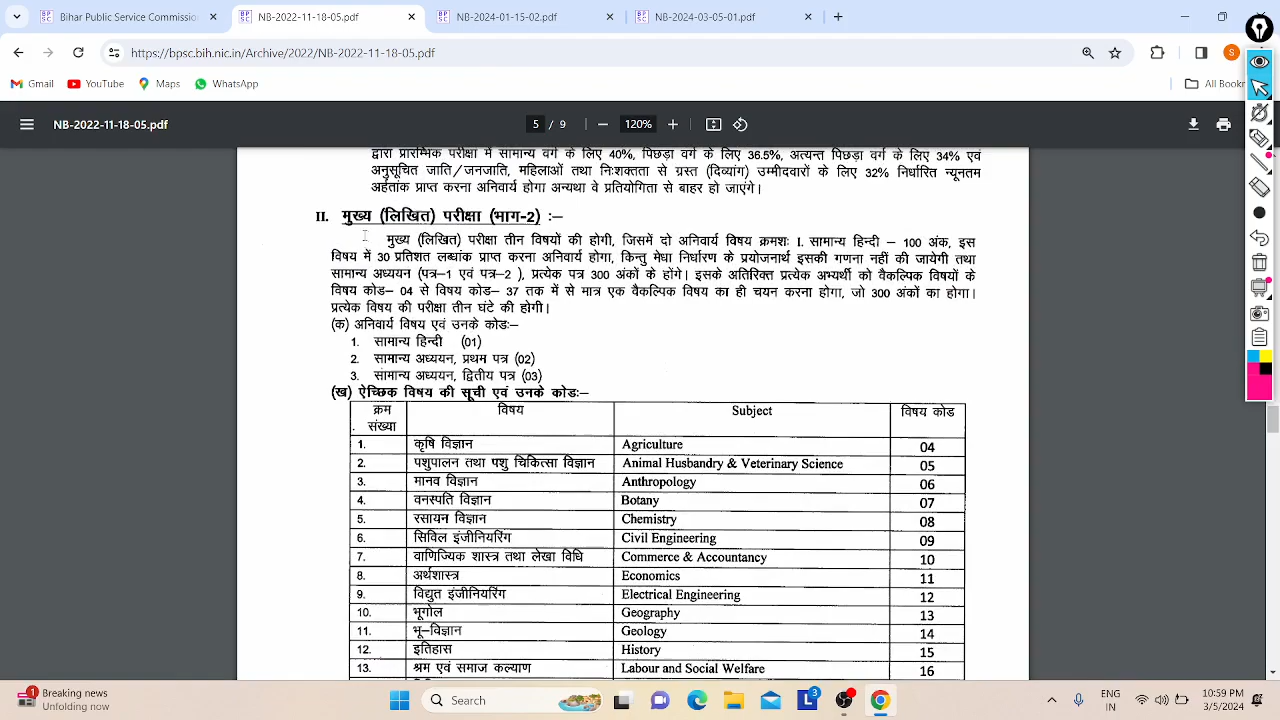 Bihar Public Service Commission
NB-2022-11-18-05.pdf
NB-2024-01-15-02.pdf
NB-2024-03-05-01.pdf
https://bpsc.bih.nic.in/Archive/2022/NB-2022-11-18-05.pdf
S
Gmail
YouTube
Maps
WhatsApp
All Bookr
NB-2022-11-18-05.pdf
5 / 9
120%
द्वारा प्रारम्भिक परीक्षा में सामान्य वर्ग के लिए 40%, पिछड़ा वर्ग के लिए 36.5%, अत्यन्त पिछड़ा वर्ग के लिए 34% एवं
अनुसूचित जाति/जनजाति, महिलाओं तथा निःशक्तता से ग्रस्त (दिव्यांग) उम्मीदवारों के लिए 32% निर्धारित न्यूनतम
अर्हतांक प्राप्त करना अनिवार्य होगा अन्यथा वे प्रतियोगिता से बाहर हो जाएंगे।
II. मुख्य (लिखित) परीक्षा (भाग-2) :-
मुख्य (लिखित) परीक्षा तीन विषयों की होगी, जिसमें दो अनिवार्य विषय क्रमशः I. सामान्य हिन्दी – 100 अंक, इस
विषय में 30 प्रतिशत लब्धांक प्राप्त करना अनिवार्य होगा, किन्तु मेधा निर्धारण के प्रयोजनार्थ इसकी गणना नहीं की जायेगी तथा
सामान्य अध्ययन (पत्र-1 एवं पत्र-2 ), प्रत्येक पत्र 300 अंकों के होंगे। इसके अतिरिक्त प्रत्येक अभ्यर्थी को वैकल्पिक विषयों के
विषय कोड- 04 से विषय कोड- 37 तक में से मात्र एक वैकल्पिक विषय का ही चयन करना होगा, जो 300 अंकों का होगा।
प्रत्येक विषय की परीक्षा तीन घंटे की होगी।
(क) अनिवार्य विषय एवं उनके कोड:-
1. सामान्य हिन्दी (01)
2. सामान्य अध्ययन, प्रथम पत्र (02)
3. सामान्य अध्ययन, द्वितीय पत्र (03)
(ख) ऐच्छिक विषय की सूची एवं उनके कोड:-
क्रम संख्या विषय Subject विषय कोड
1. कृषि विज्ञान Agriculture 04
2. पशुपालन तथा पशु चिकित्सा विज्ञान Animal Husbandry & Veterinary Science 05
3. मानव विज्ञान Anthropology 06
4. वनस्पति विज्ञान Botany 07
5. रसायन विज्ञान Chemistry 08
6. सिविल इंजीनियरिंग Civil Engineering 09
7. वाणिज्यिक शास्त्र तथा लेखा विधि Commerce & Accountancy 10
8. अर्थशास्त्र Economics 11
9. विद्युत इंजीनियरिंग Electrical Engineering 12
10. भूगोल Geography 13
11. भू-विज्ञान Geology 14
12. इतिहास History 15
13. श्रम एवं समाज कल्याण Labour and Social Welfare 16
1
Breaking news
Unfolding now
Search
L
3
ENG
IN
10:59 PM
3/5/2024